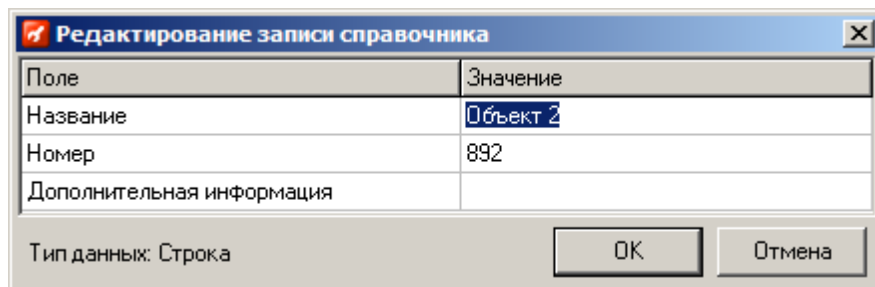 Редактирование записи справочника
Поле Значение
Название Объект 2
Номер 892
Дополнительная информация
Тип данных: Строка OK Отмена